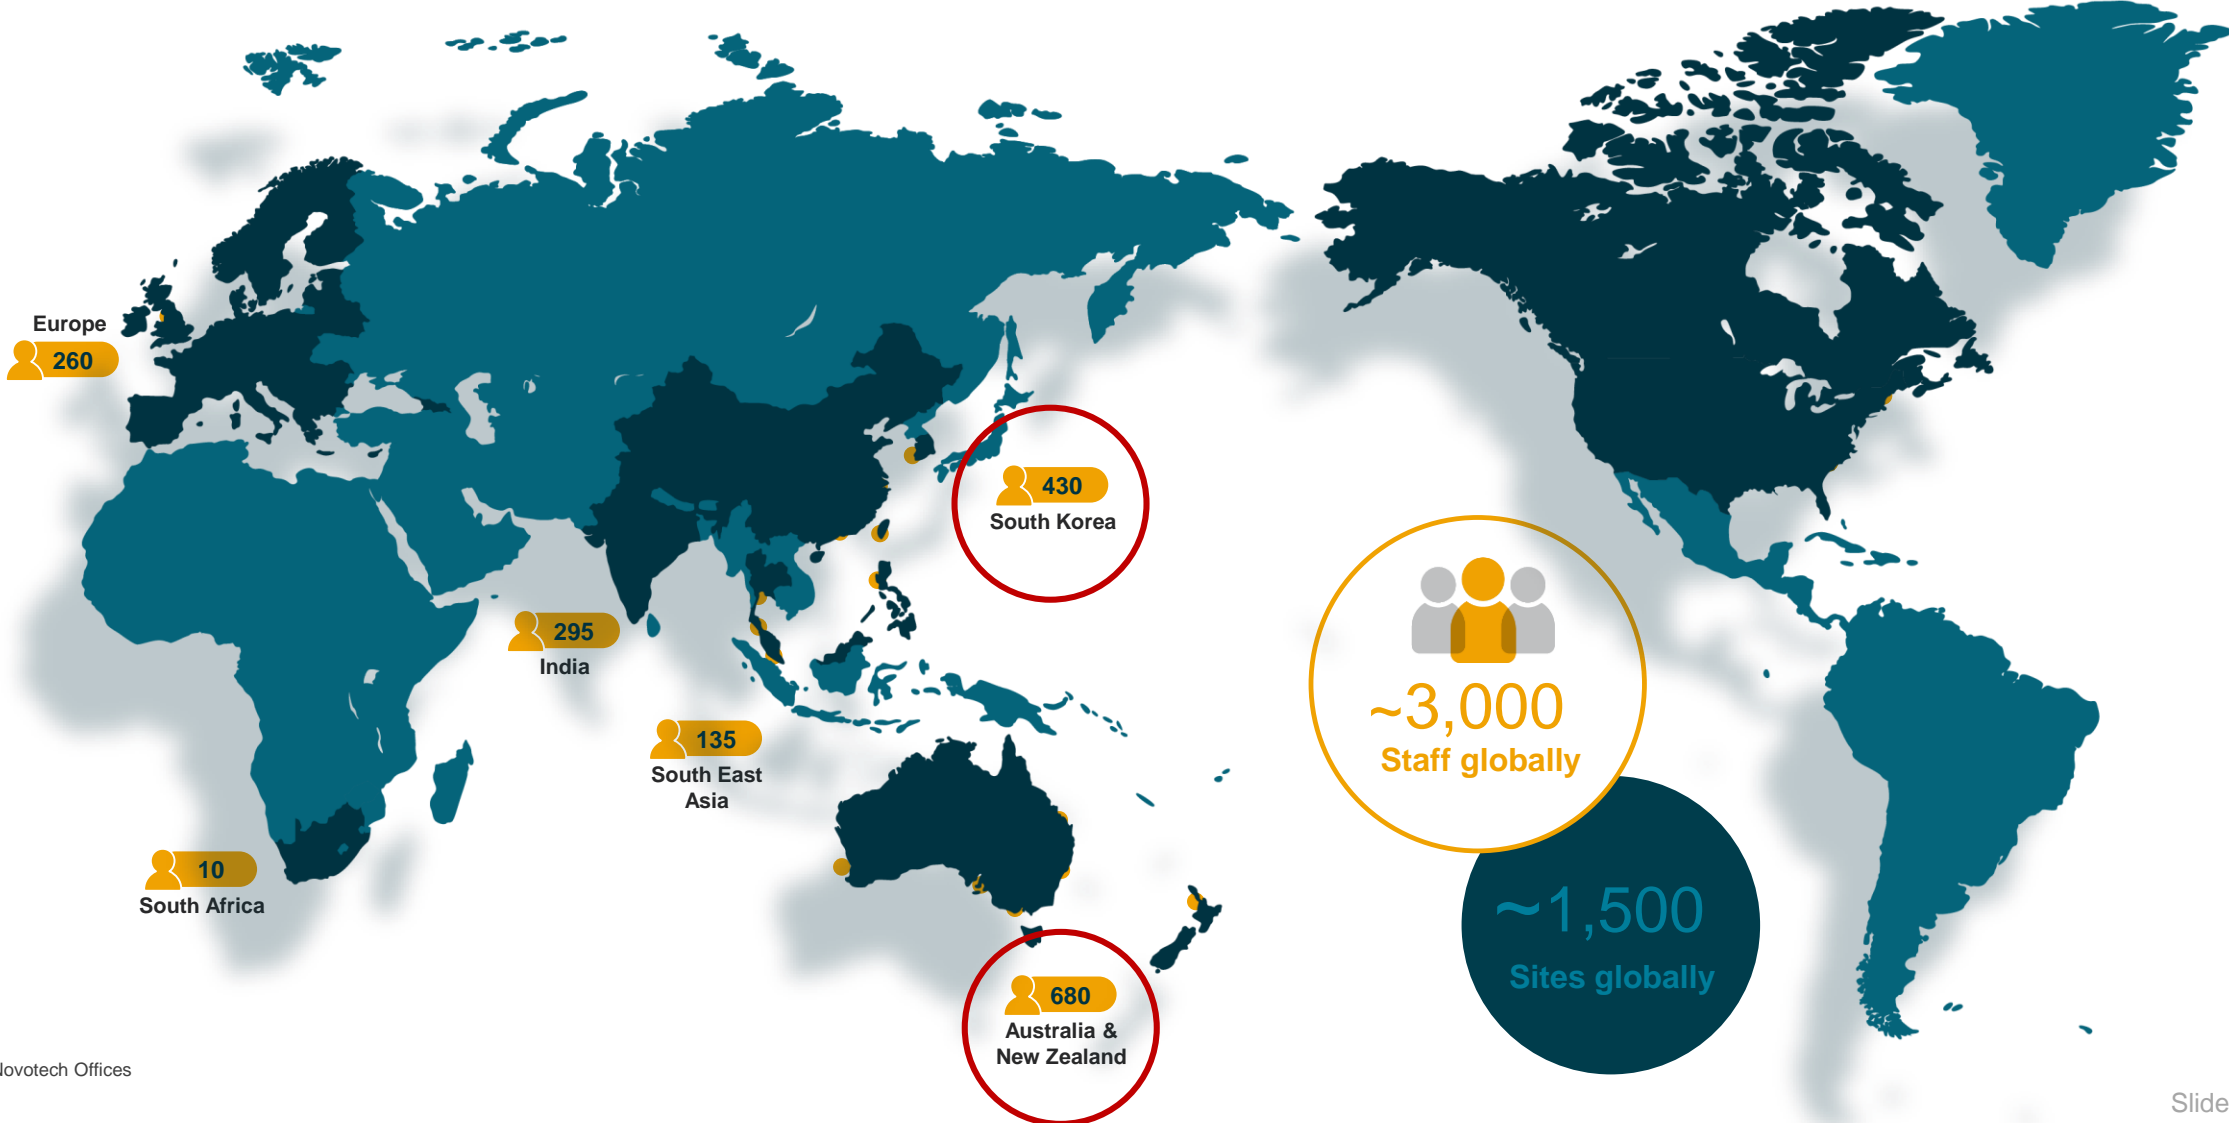 Europe
260
430
South Korea
295
India
135
South East
Asia
10
South Africa
680
Australia &
New Zealand
~3,000
Staff globally
~1,500
Sites globally
Novotech Offices
Slide